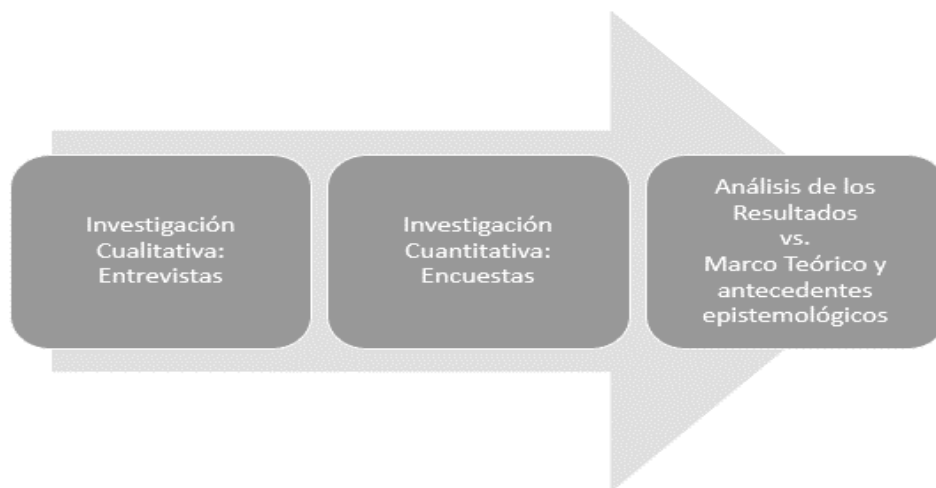 Investigación
Cualitativa:
Entrevistas
Investigación
Cuantitativa:
Encuestas
Análisis de los
Resultados
vs.
Marco Teórico y
antecedentes
epistemológicos